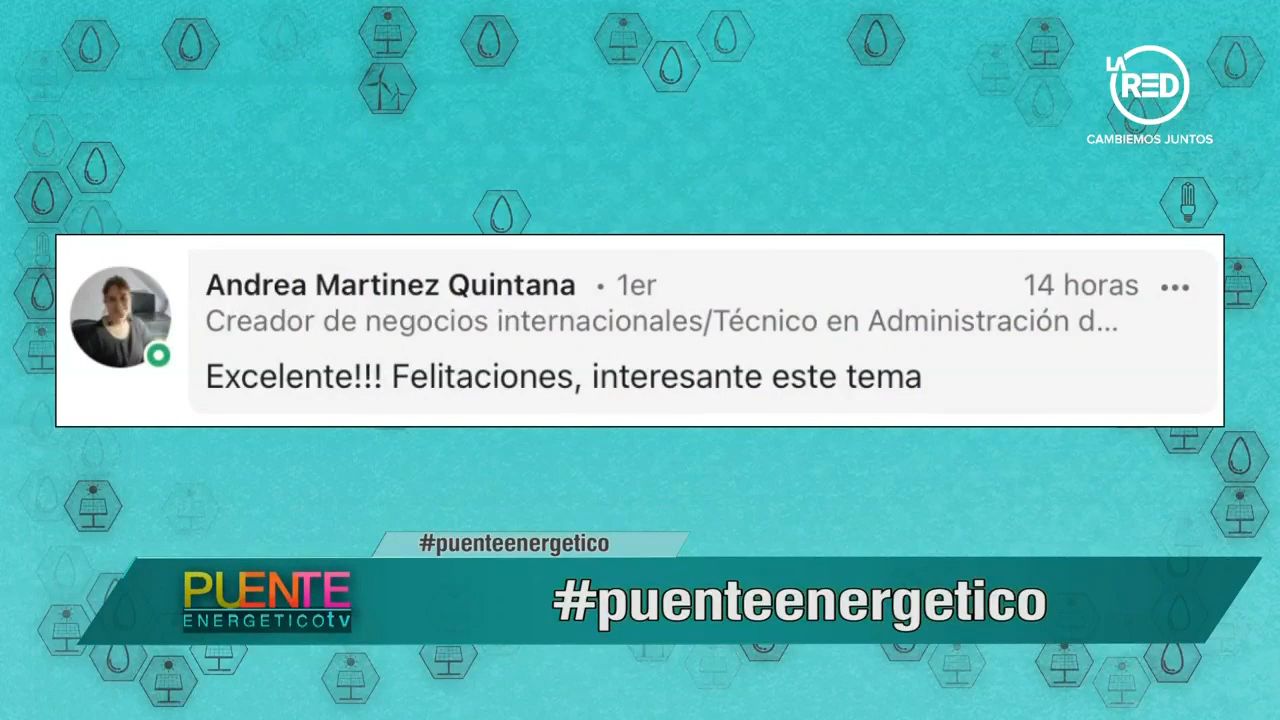 LA
RED
CAMBIEMOS JUNTOS
Andrea Martinez Quintana • 1er 14 horas •••
Creador de negocios internacionales/Técnico en Administración d...
Excelente!!! Felitaciones, interesante este tema
#puenteenergetico
PUENTE
ENERGETICOtv
#puenteenergetico